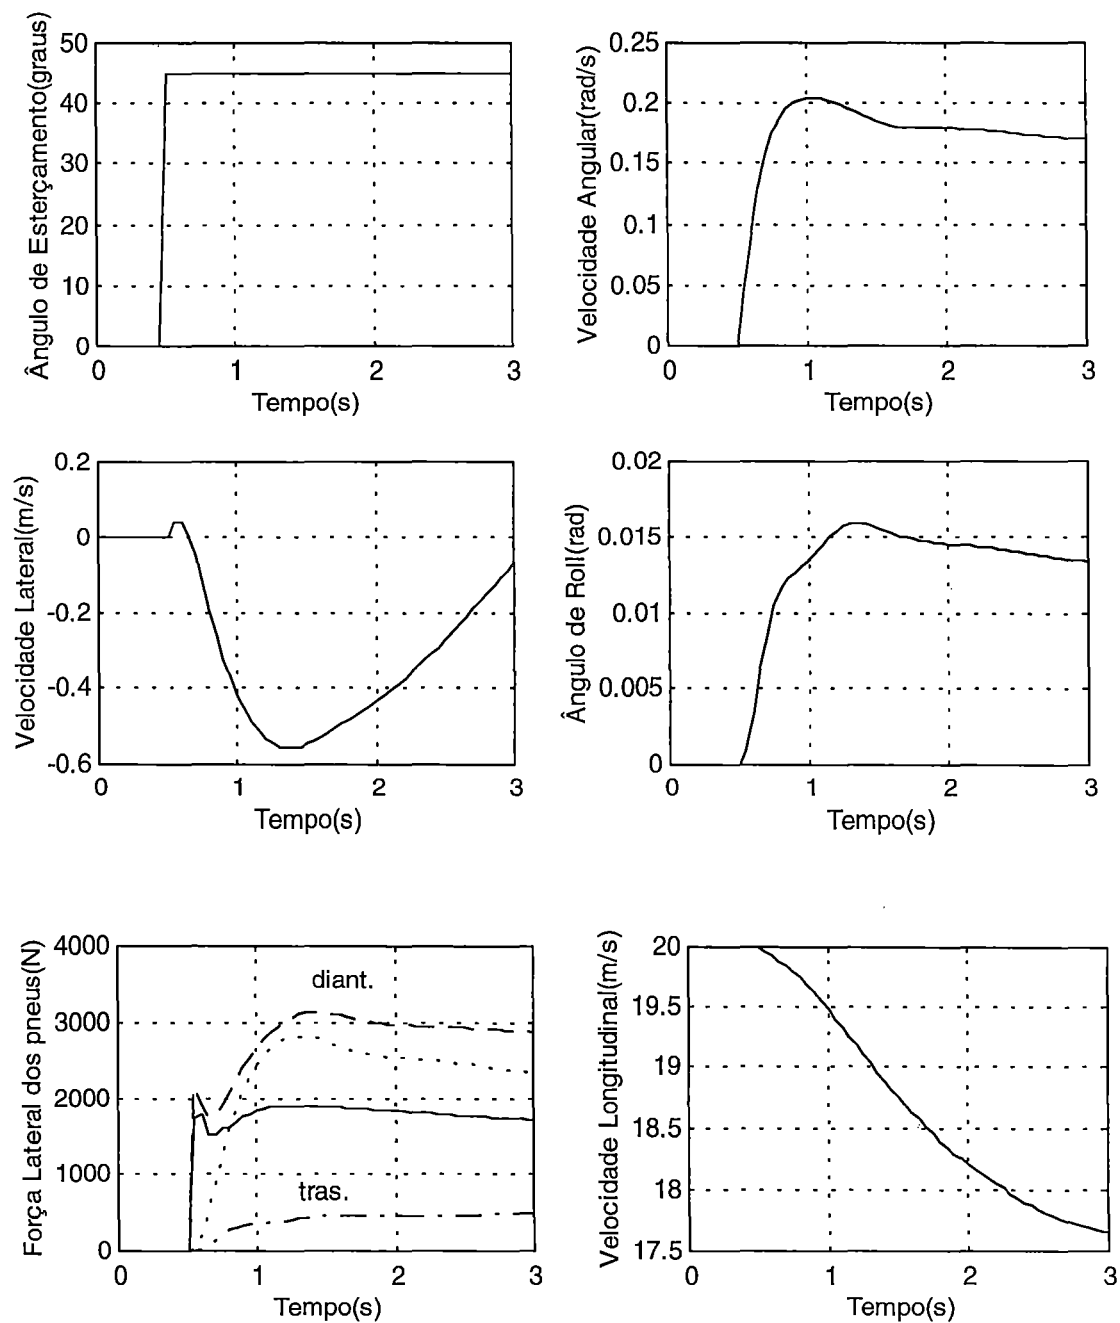 Ângulo de Esterçamento(graus)
50
40
30
20
10
0
0 1 2 3
Tempo(s)
Velocidade Angular(rad/s)
0.25
0.2
0.15
0.1
0.05
0
0 1 2 3
Tempo(s)
Velocidade Lateral(m/s)
0.2
0
-0.2
-0.4
-0.6
0 1 2 3
Tempo(s)
Ângulo de Roll(rad)
0.02
0.015
0.01
0.005
0
0 1 2 3
Tempo(s)
Força Lateral dos pneus(N)
4000
3000
2000
1000
0
diant.
tras.
0 1 2 3
Tempo(s)
Velocidade Longitudinal(m/s)
20
19.5
19
18.5
18
17.5
0 1 2 3
Tempo(s)